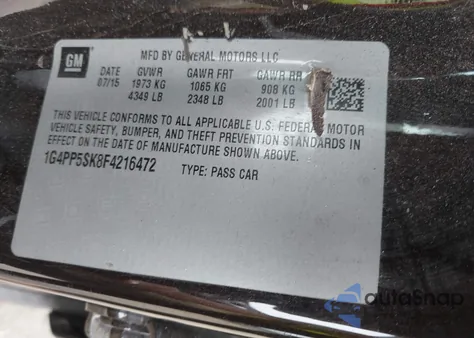 GM
MFD BY GENERAL MOTORS LLC
DATE GVWR GAWR FRT GAWR RR
07/15 1973 KG 1065 KG 908 KG
4349 LB 2348 LB 2001 LB
THIS VEHICLE CONFORMS TO ALL APPLICABLE U.S. FEDERAL MOTOR
VEHICLE SAFETY, BUMPER, AND THEFT PREVENTION STANDARDS IN
EFFECT ON THE DATE OF MANUFACTURE SHOWN ABOVE.
1G4PP5SK8F4216472 TYPE: PASS CAR
autoSnap